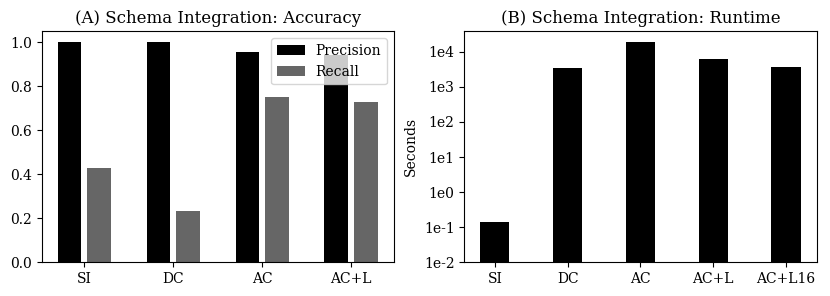 (A) Schema Integration: Accuracy
1.0
0.8
0.6
0.4
0.2
0.0
Precision
Recall
SI DC AC AC+L
(B) Schema Integration: Runtime
Seconds
1e4
1e3
1e2
1e1
1e0
1e-1
1e-2
SI DC AC AC+L AC+L16